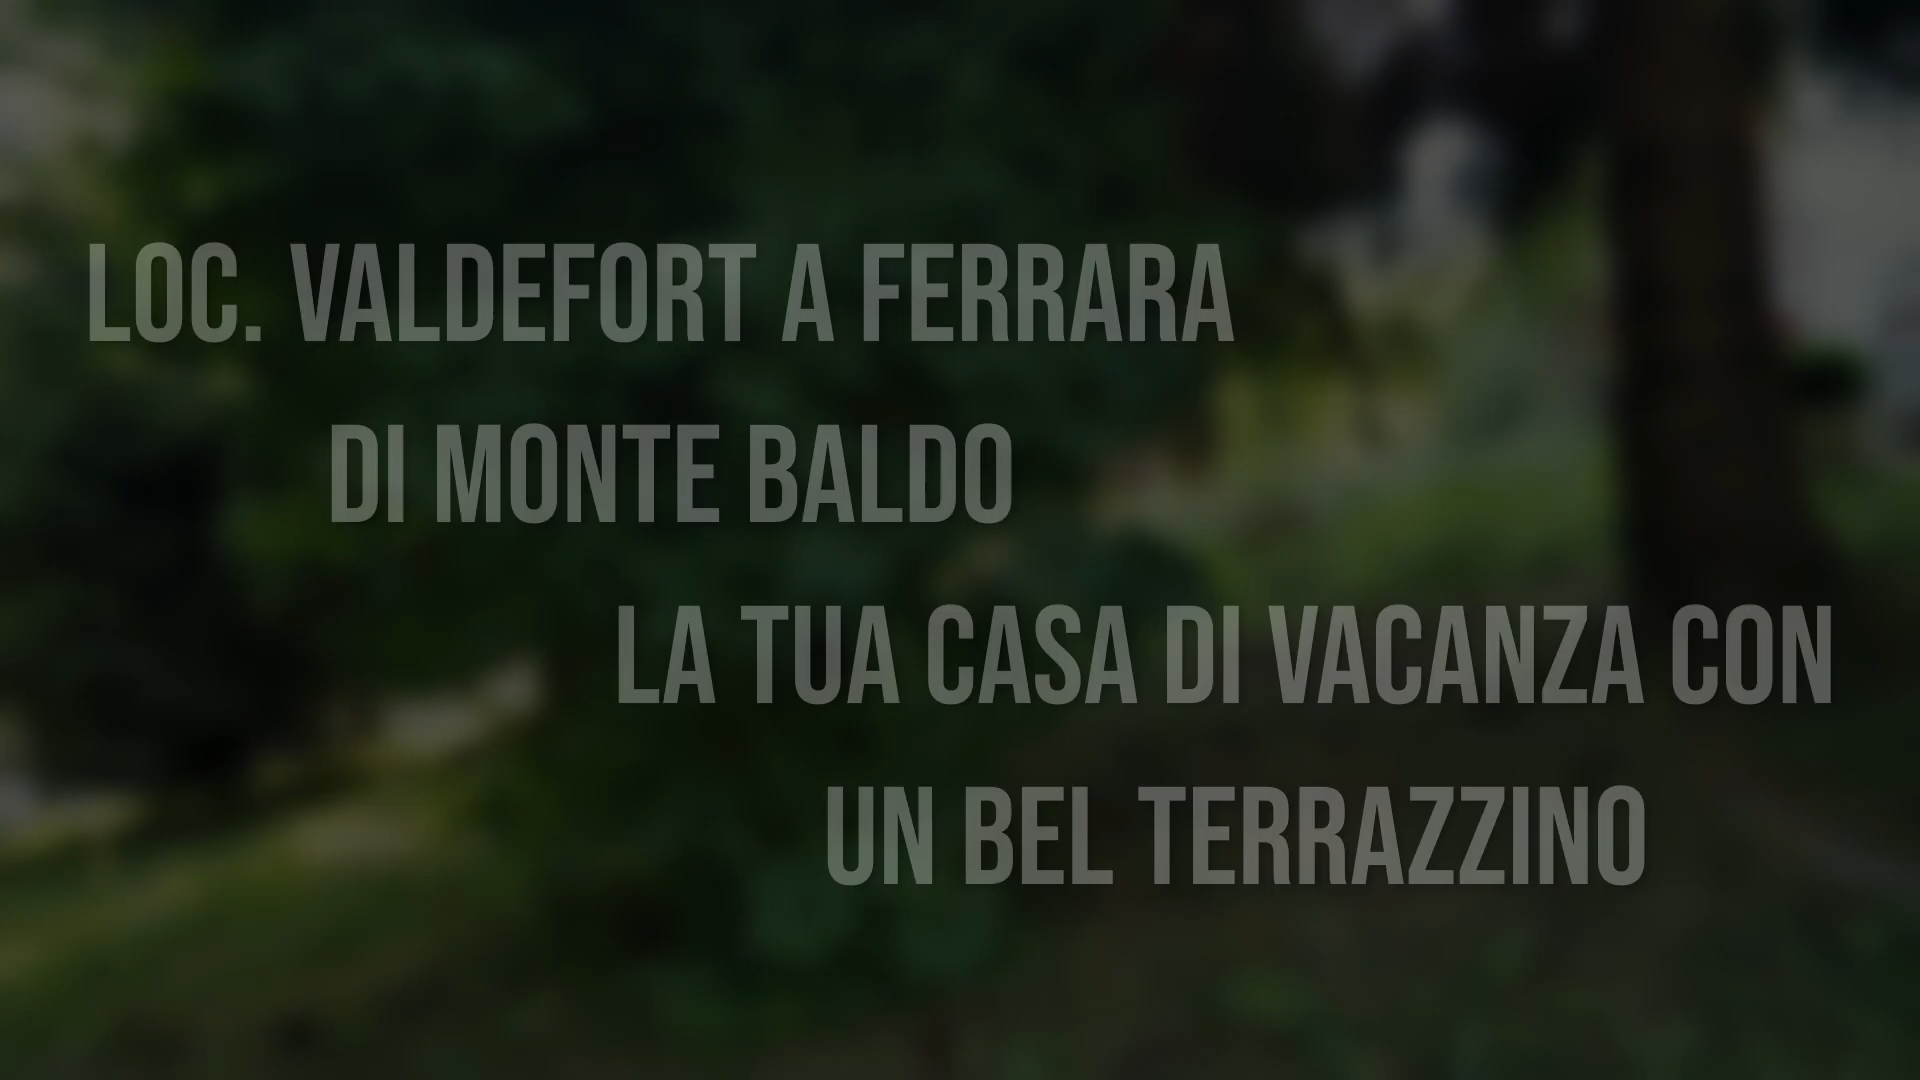 LOC. VALDEFORT A FERRARA
DI MONTE BALDO
LA TUA CASA DI VACANZA CON
UN BEL TERRAZZINO